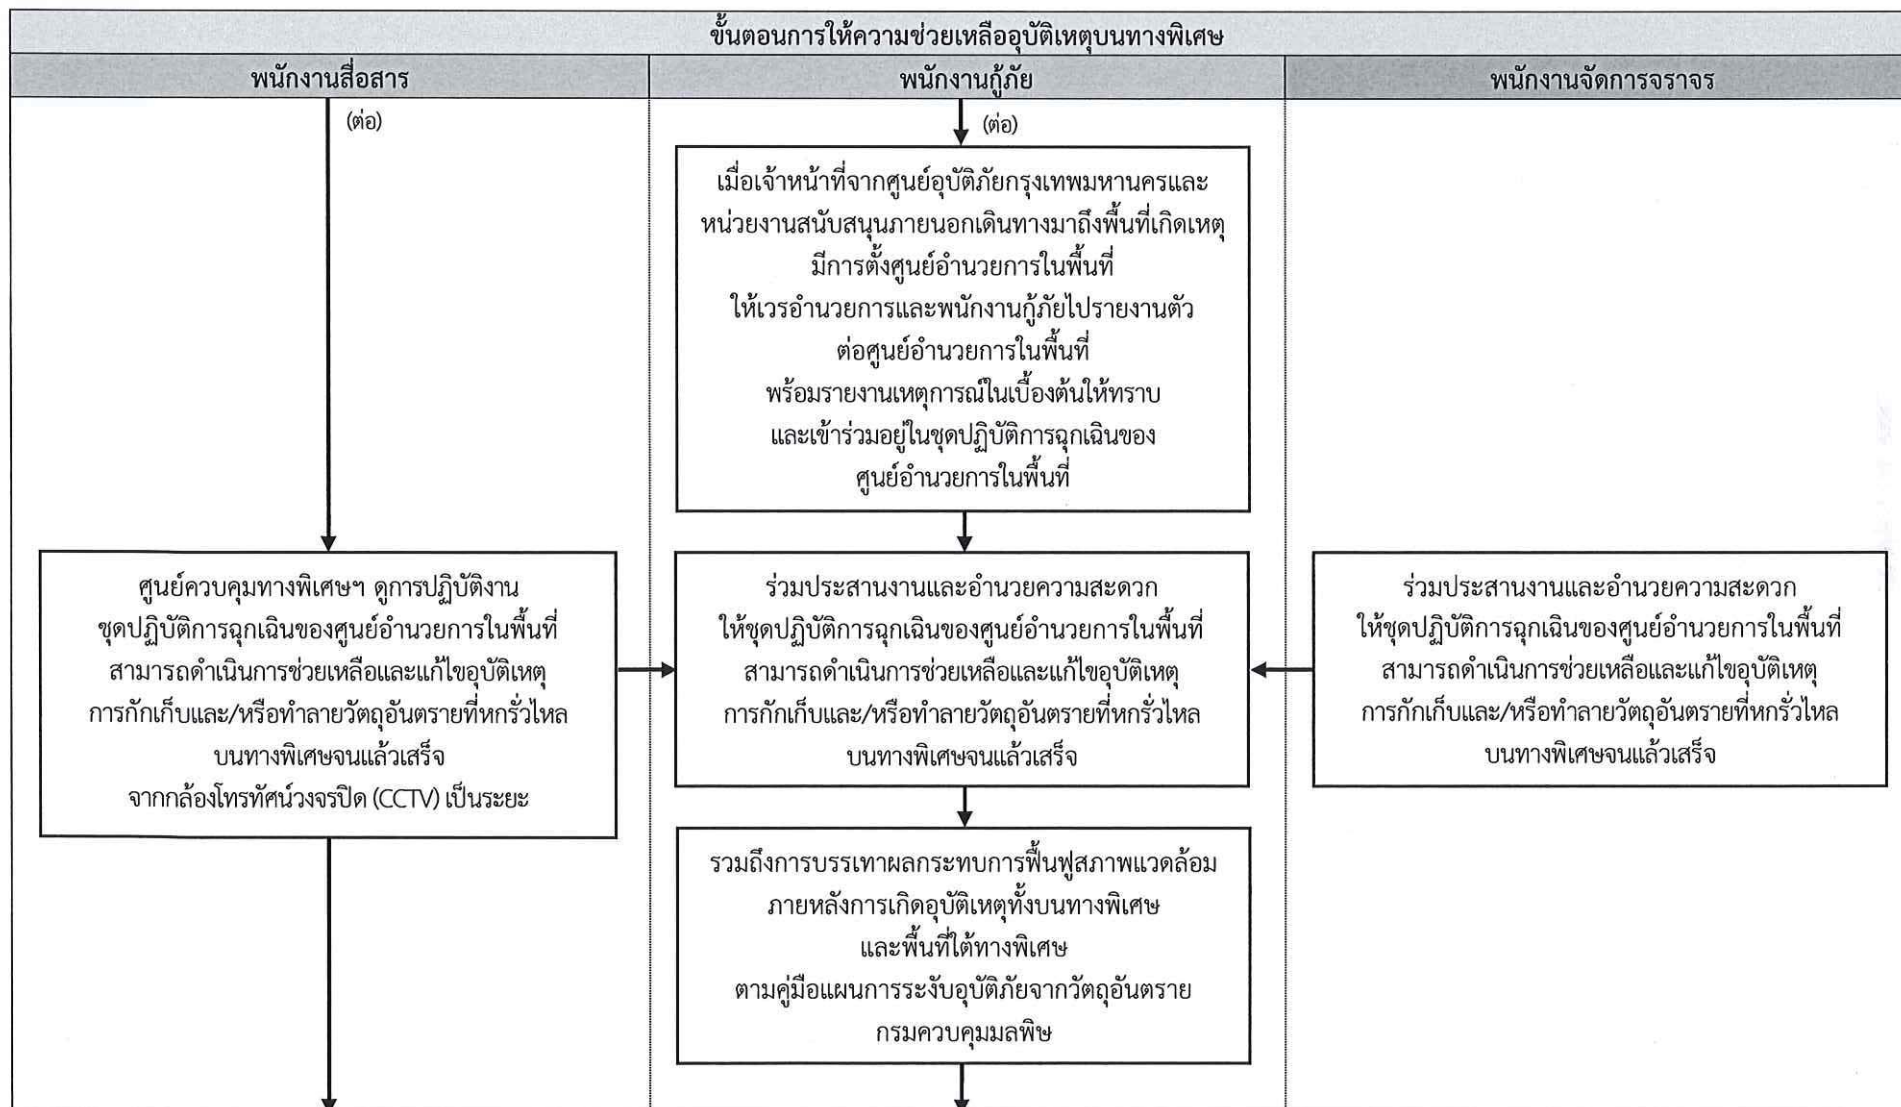 ขั้นตอนการให้ความช่วยเหลืออุบัติเหตุบนทางพิเศษ
พนักงานสื่อสาร
พนักงานกู้ภัย
พนักงานจัดการจราจร
(ต่อ)
(ต่อ)
เมื่อเจ้าหน้าที่จากศูนย์อุบัติภัยกรุงเทพมหานครและ
หน่วยงานสนับสนุนภายนอกเดินทางมาถึงพื้นที่เกิดเหตุ
มีการตั้งศูนย์อำนวยการในพื้นที่
ให้เวรอำนวยการและพนักงานกู้ภัยไปรายงานตัว
ต่อศูนย์อำนวยการในพื้นที่
พร้อมรายงานเหตุการณ์ในเบื้องต้นให้ทราบ
และเข้าร่วมอยู่ในชุดปฏิบัติการฉุกเฉินของ
ศูนย์อำนวยการในพื้นที่
ศูนย์ควบคุมทางพิเศษฯ ดูการปฏิบัติงาน
ชุดปฏิบัติการฉุกเฉินของศูนย์อำนวยการในพื้นที่
สามารถดำเนินการช่วยเหลือและแก้ไขอุบัติเหตุ
การกักเก็บและ/หรือทำลายวัตถุอันตรายที่หกรั่วไหล
บนทางพิเศษจนแล้วเสร็จ
จากกล้องโทรทัศน์วงจรปิด (CCTV) เป็นระยะ
ร่วมประสานงานและอำนวยความสะดวก
ให้ชุดปฏิบัติการฉุกเฉินของศูนย์อำนวยการในพื้นที่
สามารถดำเนินการช่วยเหลือและแก้ไขอุบัติเหตุ
การกักเก็บและ/หรือทำลายวัตถุอันตรายที่หกรั่วไหล
บนทางพิเศษจนแล้วเสร็จ
ร่วมประสานงานและอำนวยความสะดวก
ให้ชุดปฏิบัติการฉุกเฉินของศูนย์อำนวยการในพื้นที่
สามารถดำเนินการช่วยเหลือและแก้ไขอุบัติเหตุ
การกักเก็บและ/หรือทำลายวัตถุอันตรายที่หกรั่วไหล
บนทางพิเศษจนแล้วเสร็จ
รวมถึงการบรรเทาผลกระทบการฟื้นฟูสภาพแวดล้อม
ภายหลังการเกิดอุบัติเหตุทั้งบนทางพิเศษ
และพื้นที่ใต้ทางพิเศษ
ตามคู่มือแผนการระงับอุบัติภัยจากวัตถุอันตราย
กรมควบคุมมลพิษ